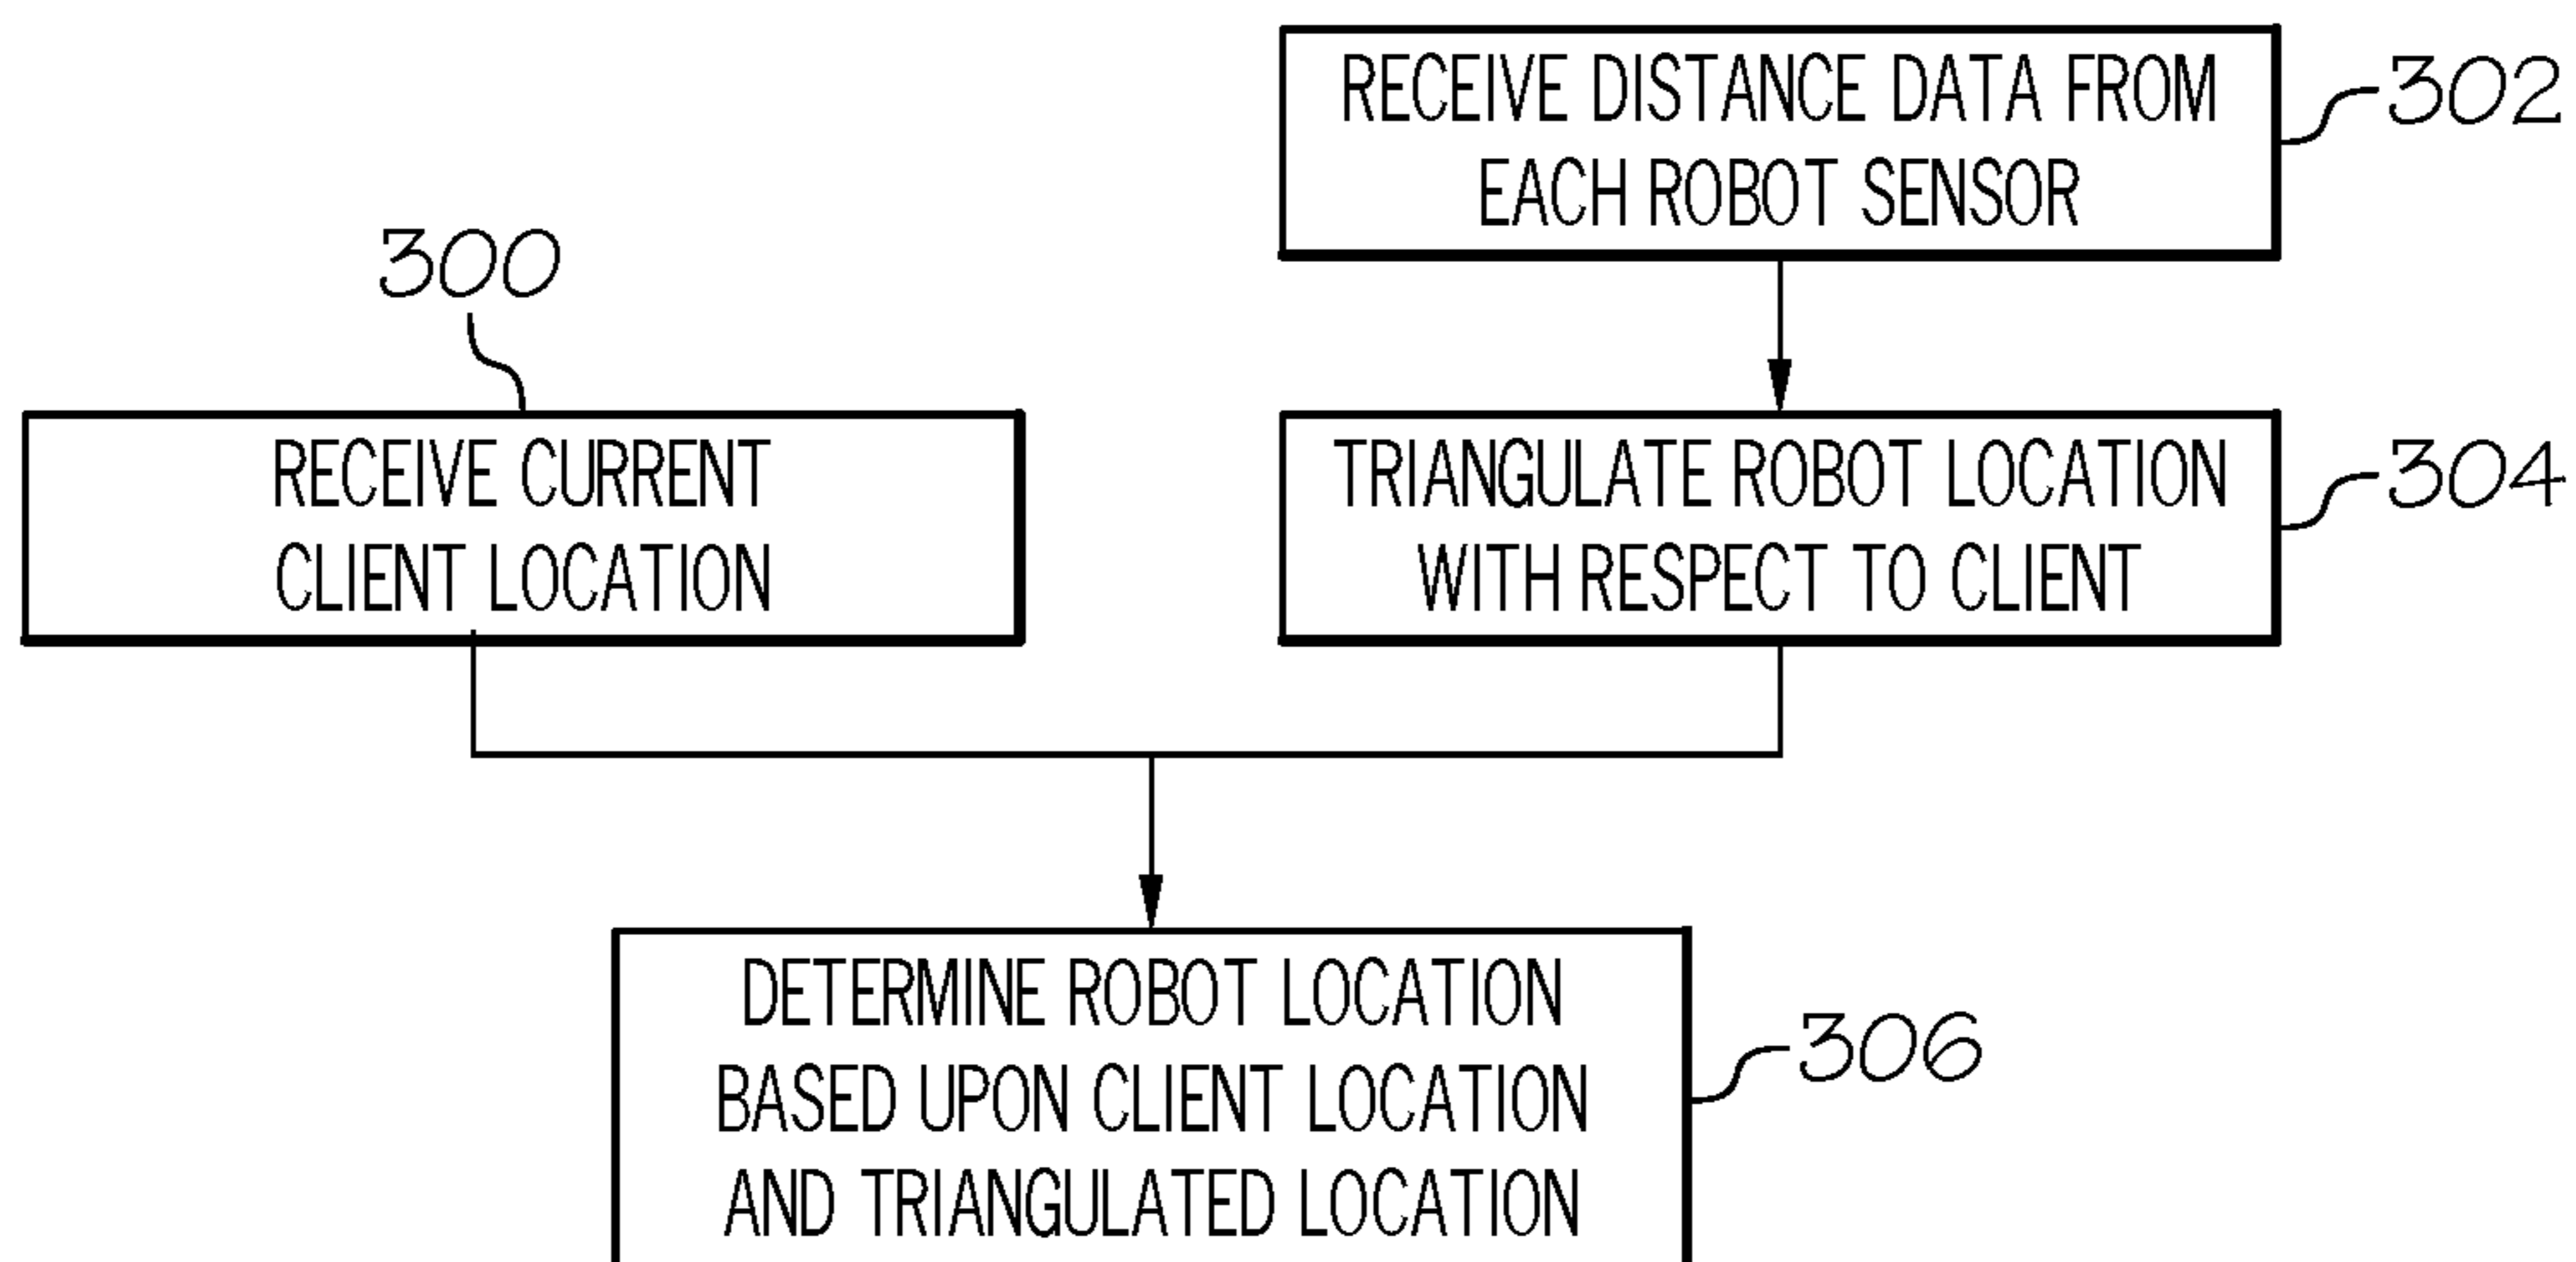 RECEIVE DISTANCE DATA FROM
EACH ROBOT SENSOR
302
300
RECEIVE CURRENT
CLIENT LOCATION
TRIANGULATE ROBOT LOCATION
WITH RESPECT TO CLIENT
304
DETERMINE ROBOT LOCATION
BASED UPON CLIENT LOCATION
AND TRIANGULATED LOCATION
306